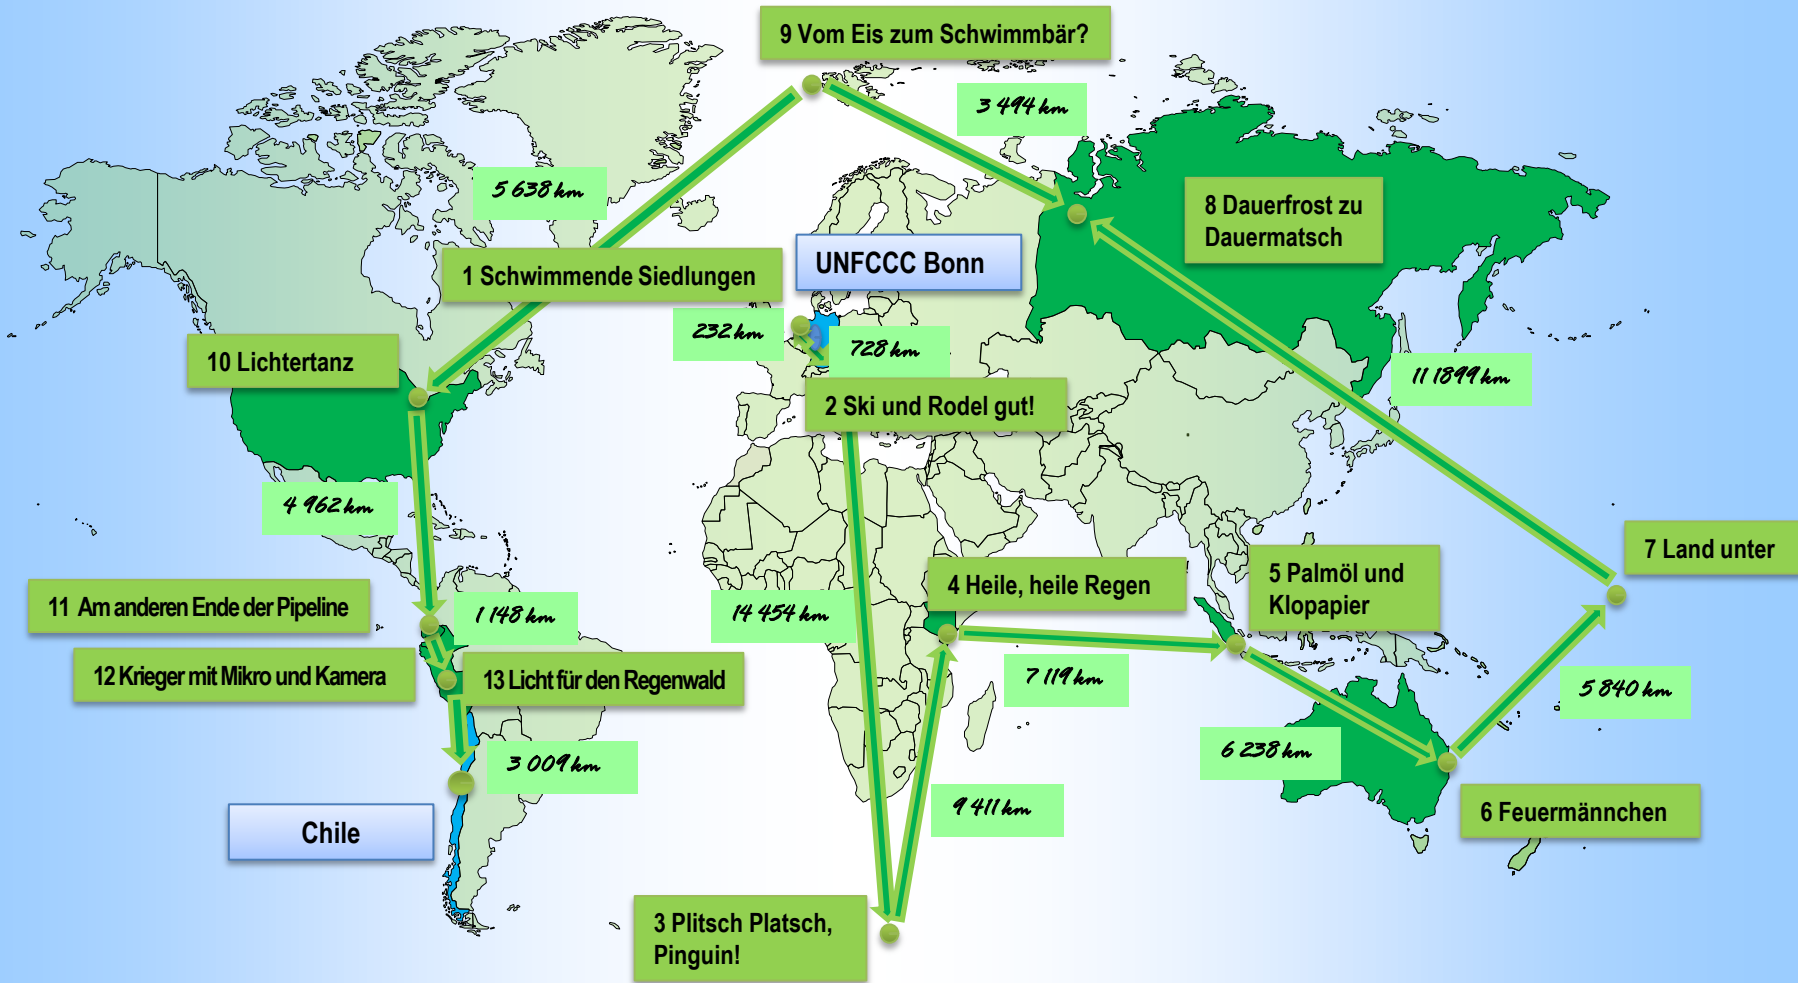 9 Vom Eis zum Schwimmbär?
3 494 km
5 638 km
8 Dauerfrost zu
Dauermatsch
UNFCCC Bonn
1 Schwimmende Siedlungen
232 km
728 km
10 Lichtertanz
11 1899 km
2 Ski und Rodel gut!
4 962 km
7 Land unter
4 Heile, heile Regen
5 Palmöl und
Klopapier
11 Am anderen Ende der Pipeline
1 148 km
14 454 km
12 Krieger mit Mikro und Kamera
13 Licht für den Regenwald
7 119 km
5 840 km
6 238 km
3 009 km
9 411 km
6 Feuermännchen
Chile
3 Plitsch Platsch,
Pinguin!